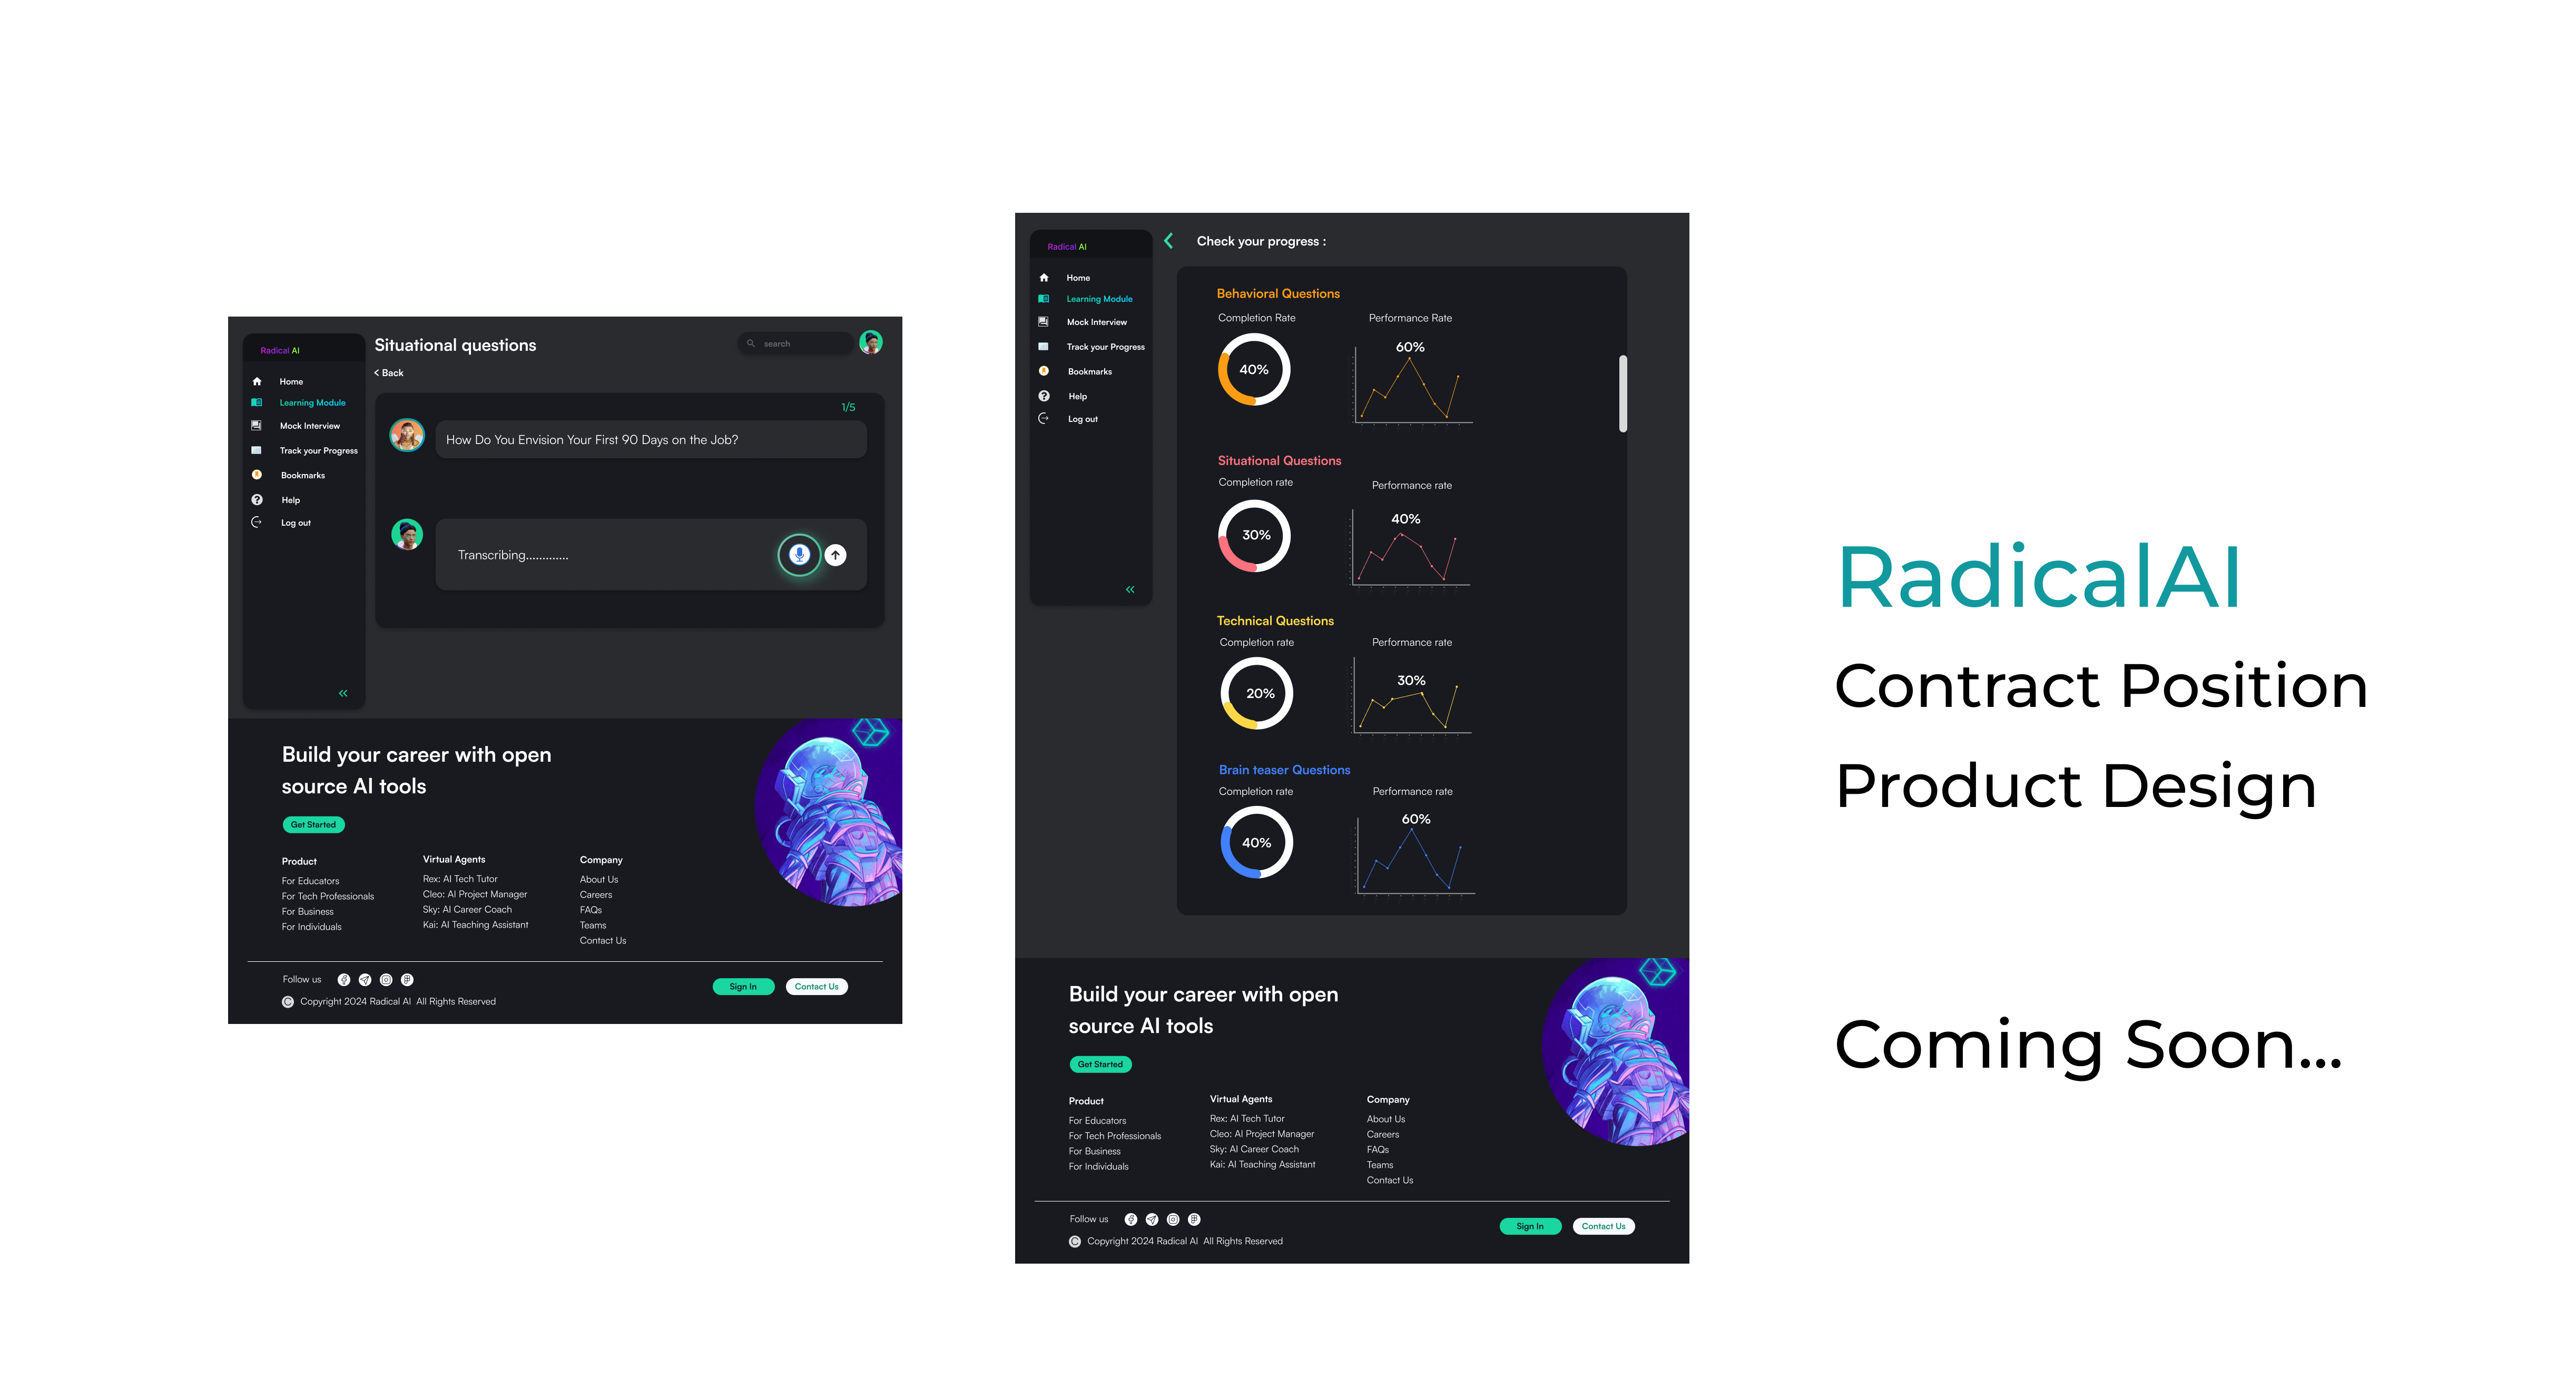 Radical AI
Home
Learning Module
Mock Interview
Track your Progress
Bookmarks
Help
Log out
Situational questions
search
< Back
1/5
How Do You Envision Your First 90 Days on the Job?
Transcribing.............
Build your career with open
source AI tools
Get Started
Product
For Educators
For Tech Professionals
For Business
For Individuals
Virtual Agents
Rex: AI Tech Tutor
Cleo: AI Project Manager
Sky: AI Career Coach
Kai: AI Teaching Assistant
Company
About Us
Careers
FAQs
Teams
Contact Us
Follow us
Sign In
Contact Us
© Copyright 2024 Radical AI All Rights Reserved
Radical AI
Home
Learning Module
Mock Interview
Track your Progress
Bookmarks
Help
Log out
Check your progress :
Behavioral Questions
Completion Rate
Performance Rate
40%
60%
Situational Questions
Completion rate
Performance rate
30%
40%
Technical Questions
Completion rate
Performance rate
20%
30%
Brain teaser Questions
Completion rate
Performance rate
40%
60%
Build your career with open
source AI tools
Get Started
Product
For Educators
For Tech Professionals
For Business
For Individuals
Virtual Agents
Rex: AI Tech Tutor
Cleo: AI Project Manager
Sky: AI Career Coach
Kai: AI Teaching Assistant
Company
About Us
Careers
FAQs
Teams
Contact Us
Follow us
Sign In
Contact Us
© Copyright 2024 Radical AI All Rights Reserved
RadicalAI
Contract Position
Product Design
Coming Soon...